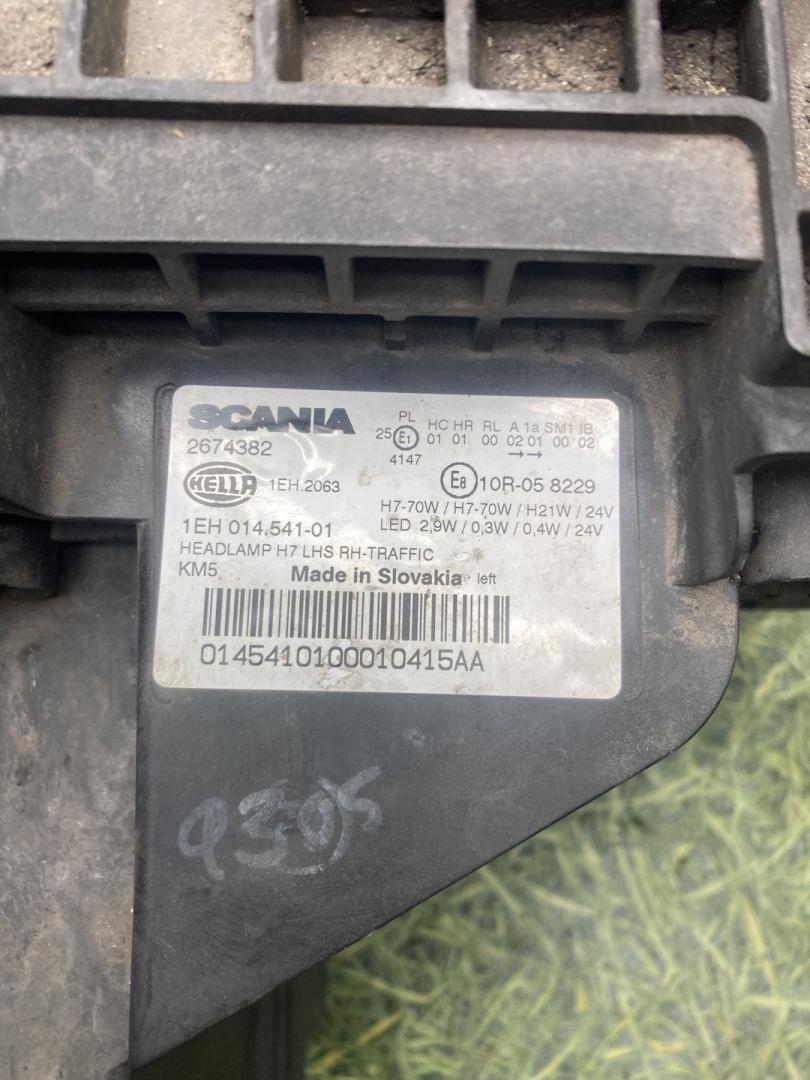 SCANIA
2674382
HELLA 1EH.2063
1EH 014.541-01
PL HC HR RL A 1a SM1 IB
25 E1 01 01 00 02 01 00 02
4147 →→
E8 10R-05 8229
H7-70W / H7-70W / H21W / 24V
LED 2,9W / 0,3W / 0,4W / 24V
HEADLAMP H7 LHS RH-TRAFFIC
KM5 Made in Slovakia left
0145410100010415AA